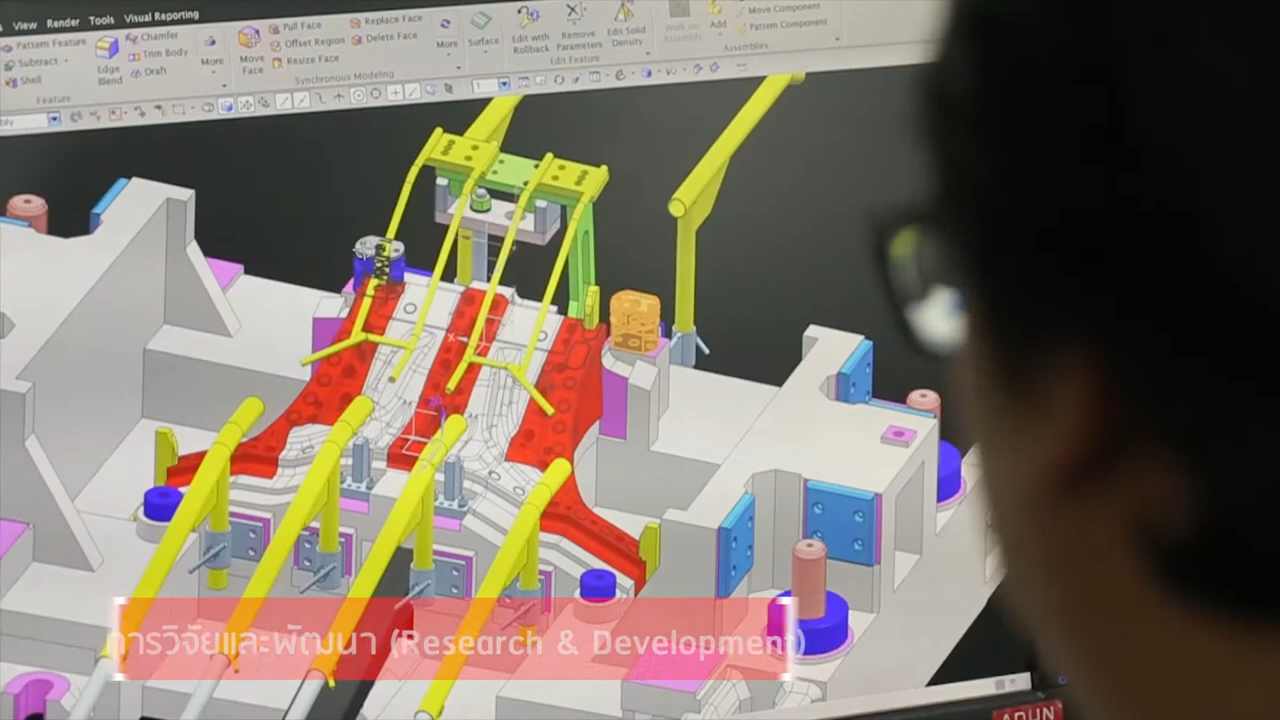 View Render Tools Visual Reporting
Pattern Feature
Subtract
Shell
Edge Blend
Chamfer
Trim Body
Draft
More
Feature
Move Face
Pull Face
Offset Region
Resize Face
Replace Face
Delete Face
More
Synchronous Modeling
Surface
Edit with Rollback
Remove Parameters
Edit Solid Density
Edit Feature
Work on Assembly
Add
Move Component
Pattern Component
Assemblies
การวิจัยและพัฒนา (Research & Development)